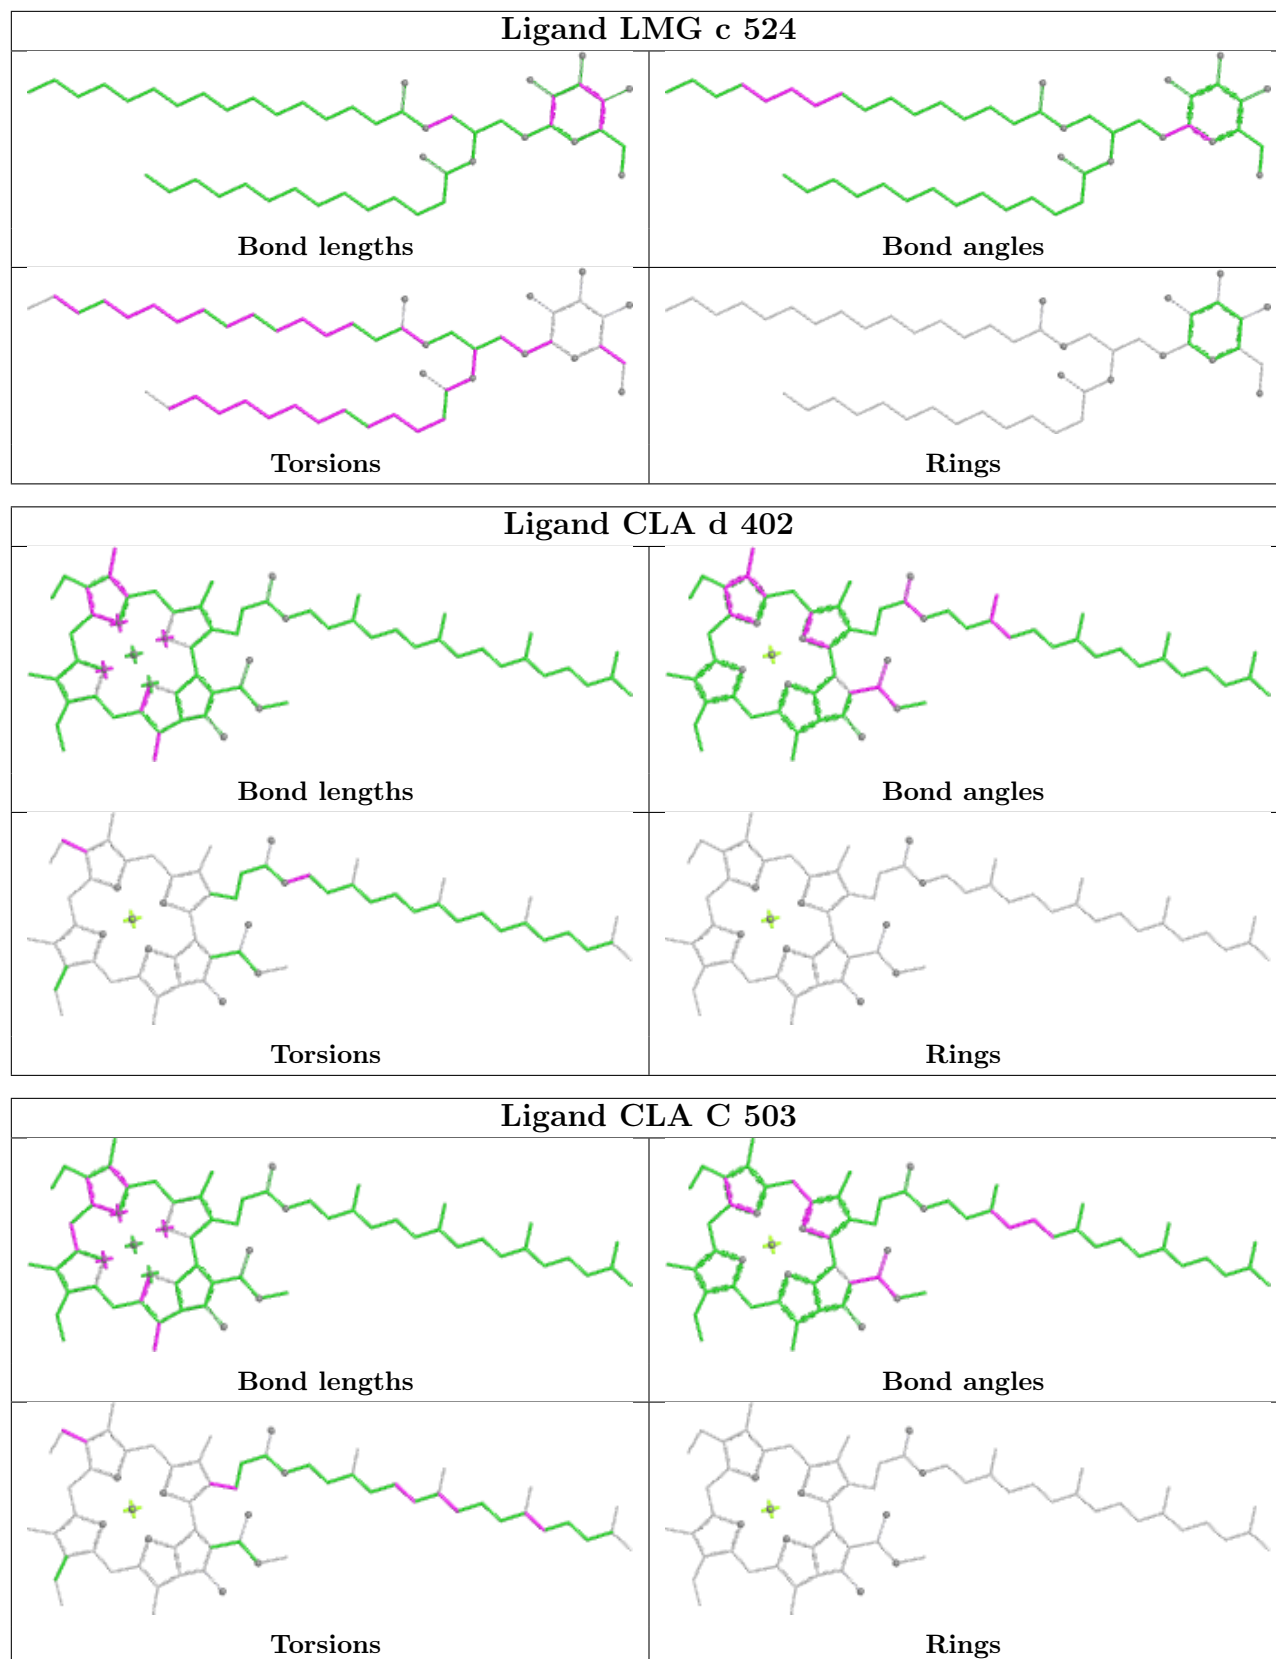 Ligand LMG c 524
Bond lengths
Bond angles
Torsions
Rings
Ligand CLA d 402
Bond lengths
Bond angles
Torsions
Rings
Ligand CLA C 503
Bond lengths
Bond angles
Torsions
Rings